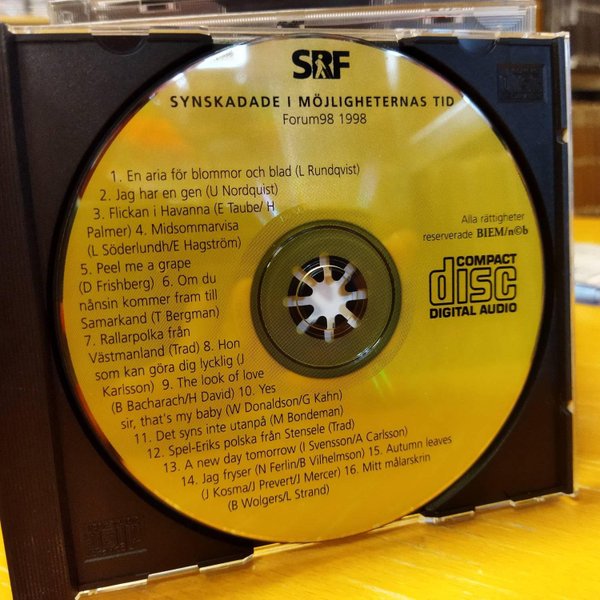 SRF
SYNSKADADE I MÖJLIGHETERNAS TID
Forum98 1998
1. En aria för blommor och blad (L Rundqvist)
2. Jag har en gen (U Nordquist)
3. Flickan i Havanna (E Taube/ H
Palmer) 4. Midsommarvisa
(L Söderlundh/E Hagström)
5. Peel me a grape
(D Frishberg) 6. Om du
nånsin kommer fram till
Samarkand (T Bergman)
7. Rallarpolka från
Västmanland (Trad) 8. Hon
som kan göra dig lycklig (J
Karlsson) 9. The look of love
(B Bacharach/H David) 10. Yes
sir, that's my baby (W Donaldson/G Kahn)
11. Det syns inte utanpå (M Bondeman)
12. Spel-Eriks polska från Stensele (Trad)
13. A new day tomorrow (I Svensson/A Carlsson)
14. Jag fryser (N Ferlin/B Vilhelmson) 15. Autumn leaves
(J Kosma/J Prevert/J Mercer) 16. Mitt målarskrin
(B Wolgers/L Strand)
Alla rättigheter
reserverade BIEM/n©b
COMPACT
disc
DIGITAL AUDIO